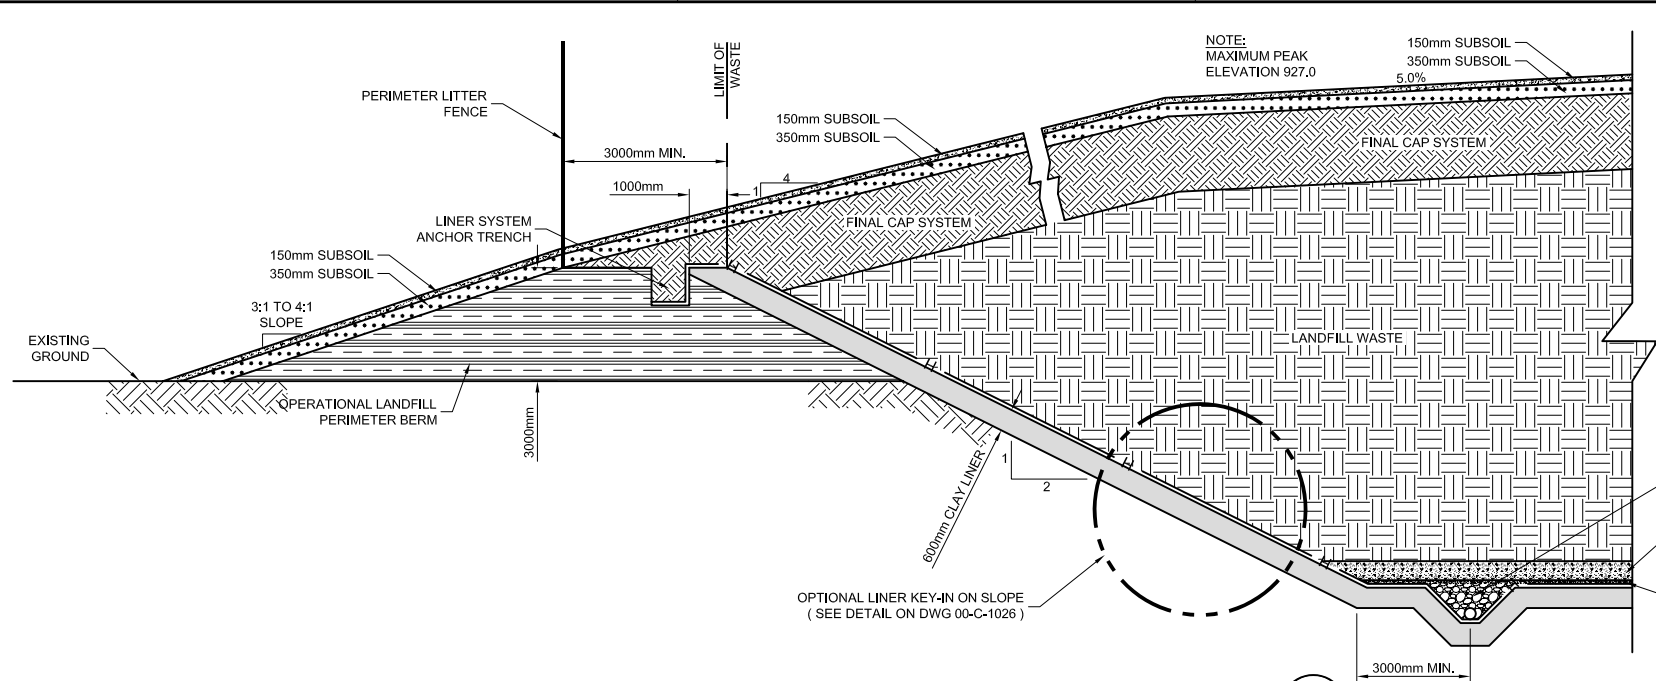 NOTE:
MAXIMUM PEAK
ELEVATION 927.0
150mm SUBSOIL
350mm SUBSOIL
5.0%
LIMIT OF
WASTE
PERIMETER LITTER
FENCE
150mm SUBSOIL
350mm SUBSOIL
3000mm MIN.
FINAL CAP SYSTEM
1000mm
1
4
LINER SYSTEM
ANCHOR TRENCH
FINAL CAP SYSTEM
150mm SUBSOIL
350mm SUBSOIL
3:1 TO 4:1
SLOPE
EXISTING
GROUND
LANDFILL WASTE
OPERATIONAL LANDFILL
PERIMETER BERM
3000mm
600mm CLAY LINER
1
2
OPTIONAL LINER KEY-IN ON SLOPE
( SEE DETAIL ON DWG 00-C-1026 )
3000mm MIN.